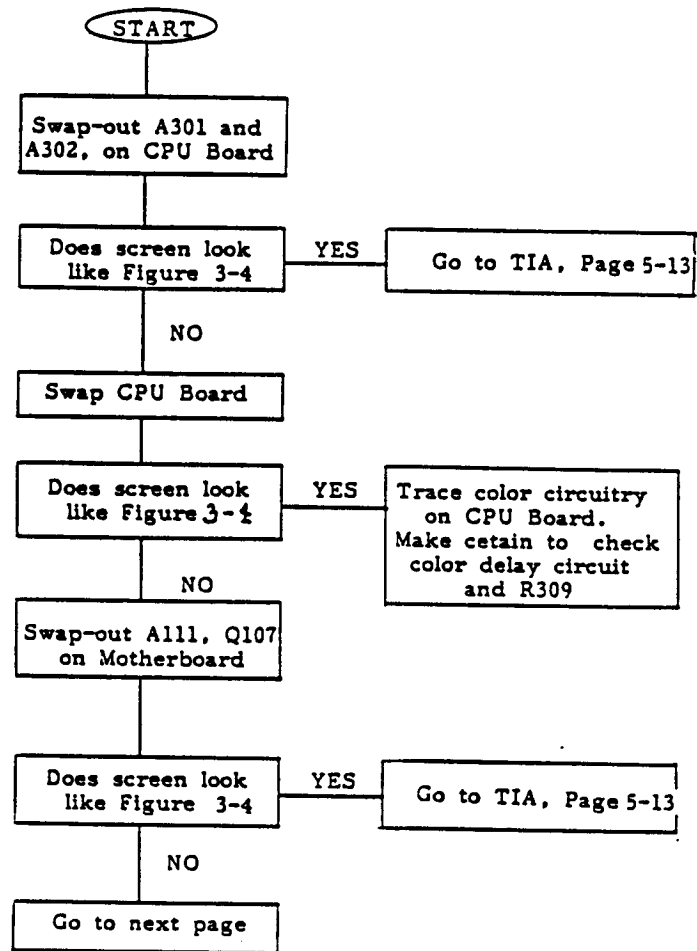 START
Swap-out A301 and
A302, on CPU Board
Does screen look
like Figure 3-4
YES
Go to TIA, Page 5-13
NO
Swap CPU Board
Does screen look
like Figure 3-4
YES
Trace color circuitry
on CPU Board.
Make cetain to check
color delay circuit
and R309
NO
Swap-out A111, Q107
on Motherboard
Does screen look
like Figure 3-4
YES
Go to TIA, Page 5-13
NO
Go to next page